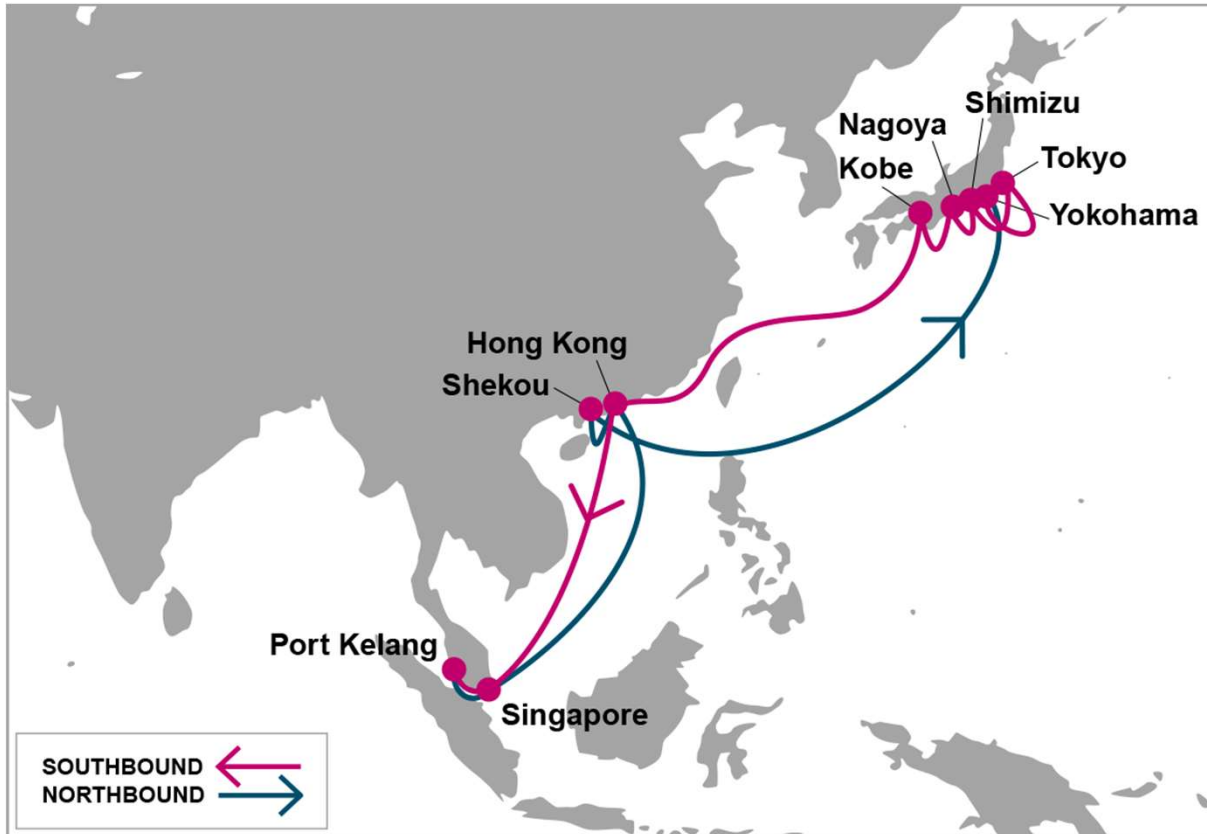 Shimizu
Nagoya
Tokyo
Kobe
Yokohama
Hong Kong
Shekou
Port Kelang
Singapore
SOUTHBOUND
NORTHBOUND